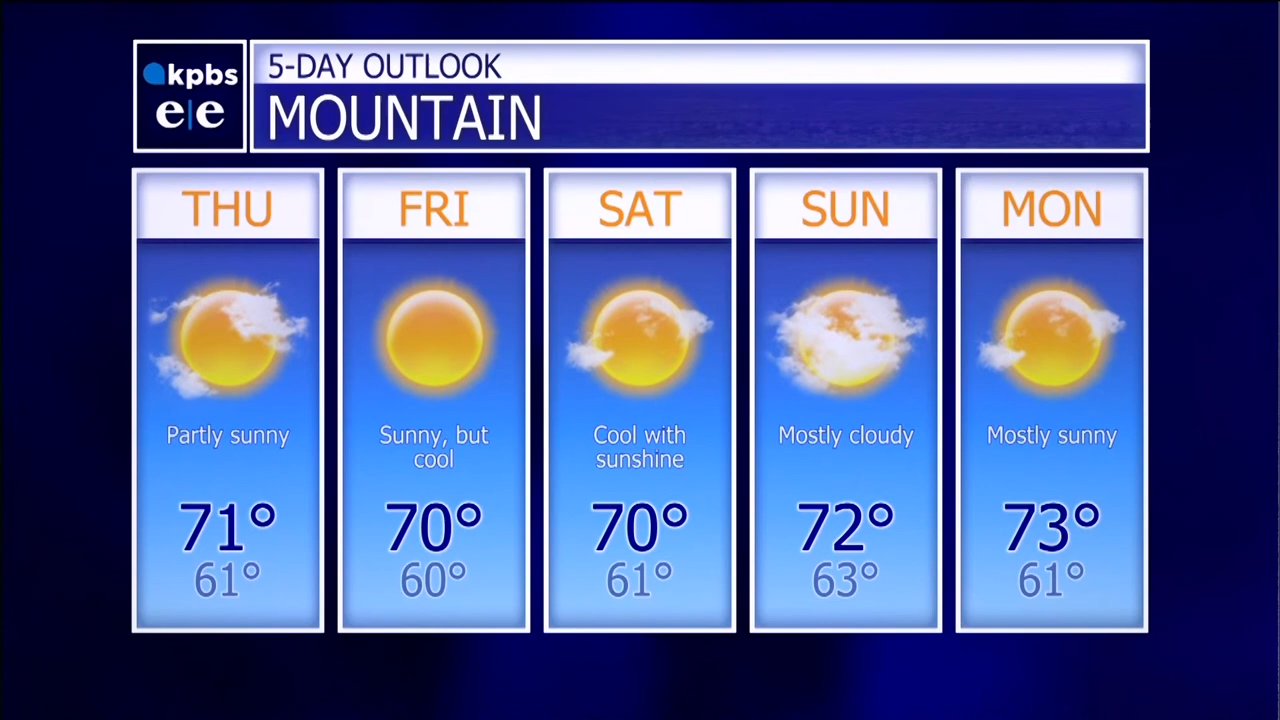 kpbs
e|e
5-DAY OUTLOOK
MOUNTAIN
THU
Partly sunny
71°
61°
FRI
Sunny, but
cool
70°
60°
SAT
Cool with
sunshine
70°
61°
SUN
Mostly cloudy
72°
63°
MON
Mostly sunny
73°
61°